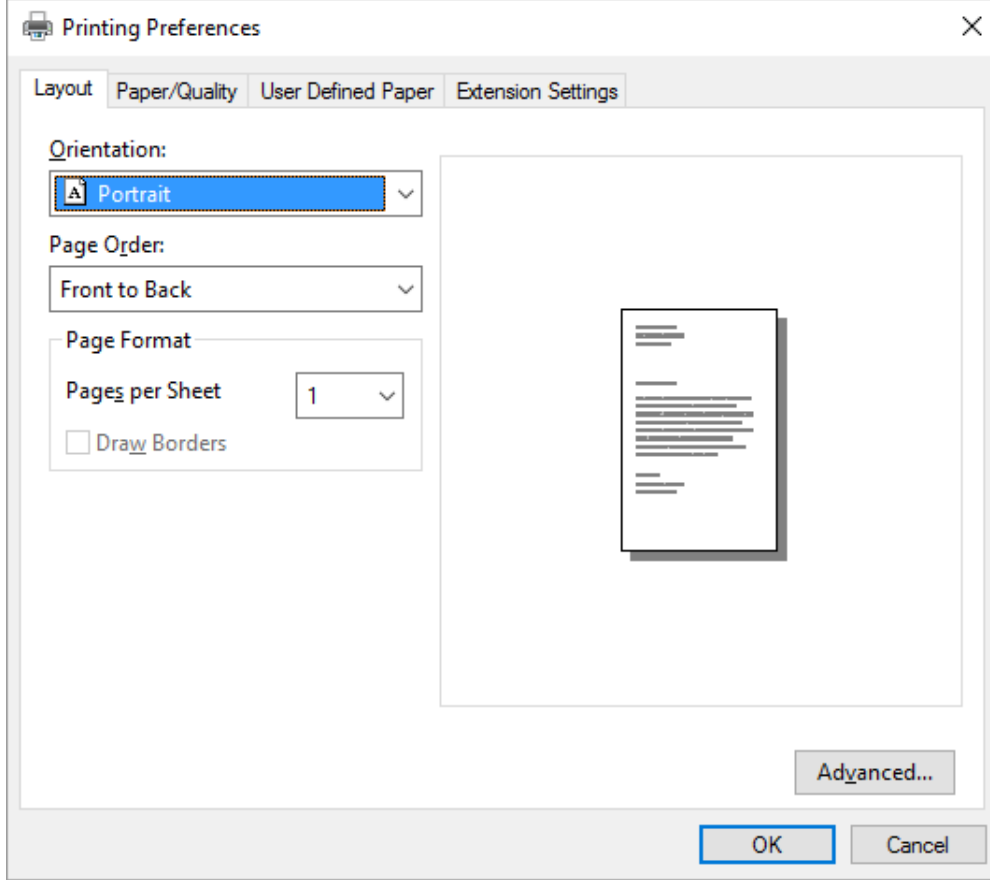 Printing Preferences
Layout Paper/Quality User Defined Paper Extension Settings
Orientation:
A Portrait
Page Order:
Front to Back
Page Format
Pages per Sheet 1
Draw Borders
Advanced...
OK Cancel